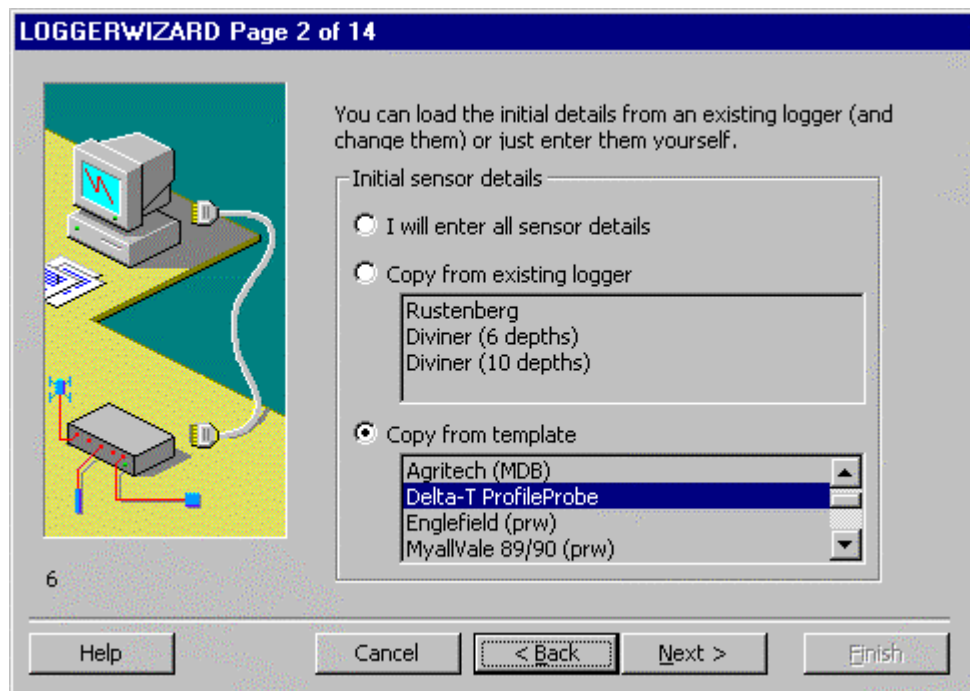 LOGGERWIZARD Page 2 of 14
You can load the initial details from an existing logger (and
change them) or just enter them yourself.
Initial sensor details
I will enter all sensor details
Copy from existing logger
Rustenberg
Diviner (6 depths)
Diviner (10 depths)
Copy from template
Agritech (MDB)
Delta-T ProfileProbe
Englefield (prw)
MyallVale 89/90 (prw)
6
Help
Cancel
< Back
Next >
Finish